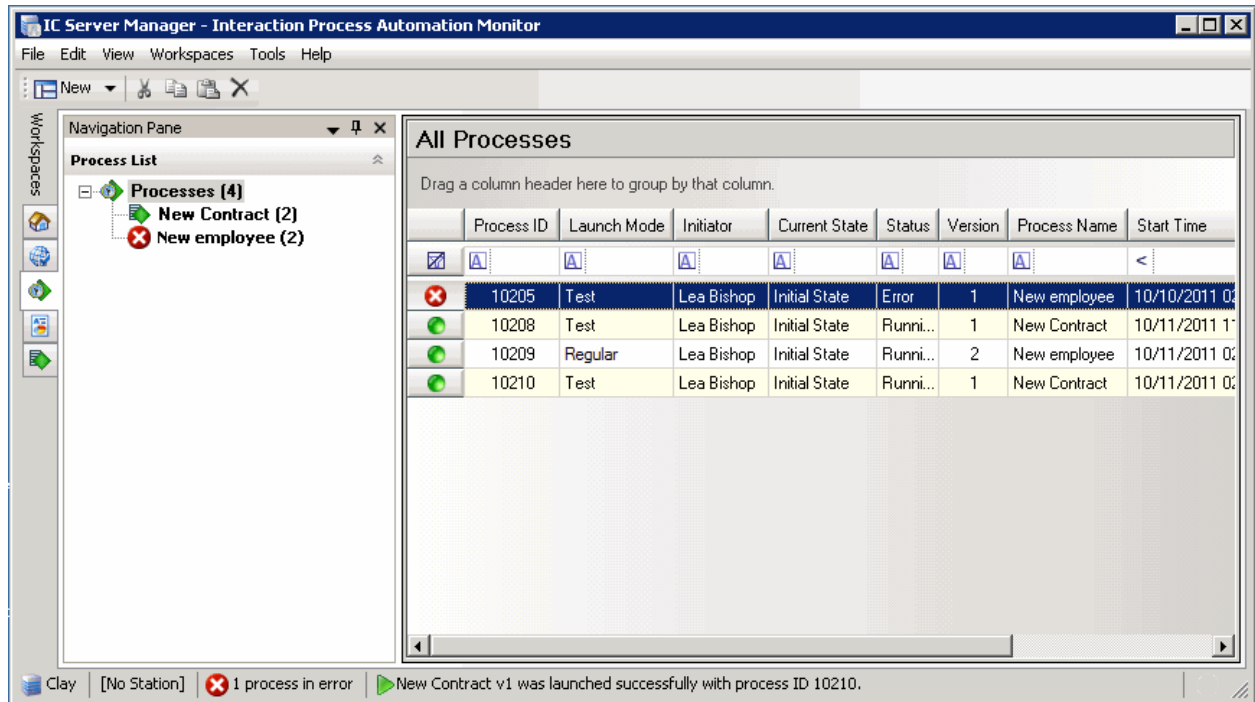 IC Server Manager - Interaction Process Automation Monitor
File Edit View Workspaces Tools Help
New
Workspaces
Navigation Pane
Process List
Processes (4)
New Contract (2)
New employee (2)
All Processes
Drag a column header here to group by that column.
Process ID Launch Mode Initiator Current State Status Version Process Name Start Time
A A A A A A A <
10205 Test Lea Bishop Initial State Error 1 New employee 10/10/2011 02
10208 Test Lea Bishop Initial State Runni... 1 New Contract 10/11/2011 11
10209 Regular Lea Bishop Initial State Runni... 2 New employee 10/11/2011 02
10210 Test Lea Bishop Initial State Runni... 1 New Contract 10/11/2011 02
Clay [No Station] 1 process in error New Contract v1 was launched successfully with process ID 10210.